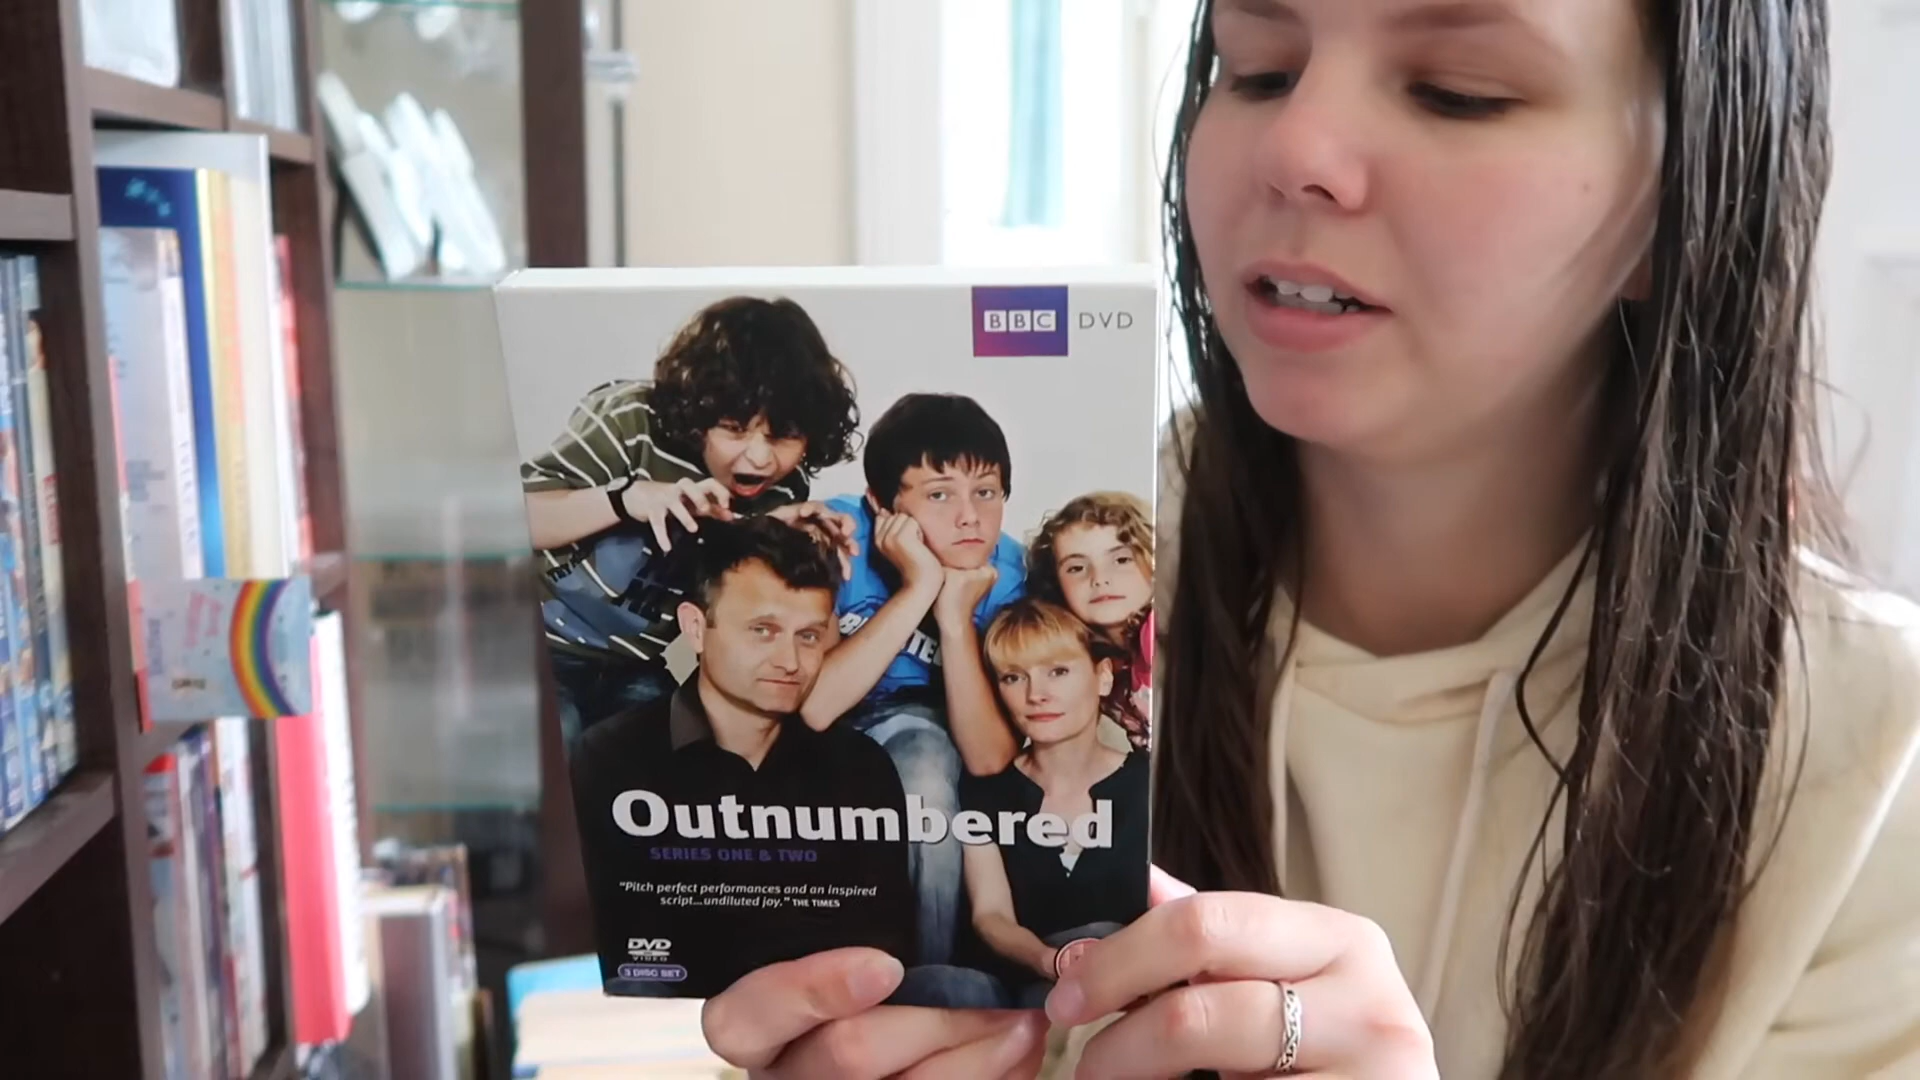 BBC DVD
Outnumbered
SERIES ONE & TWO
"Pitch perfect performances and an inspired
script...undiluted joy." THE TIMES
DVD
VIDEO
3 DISC SET